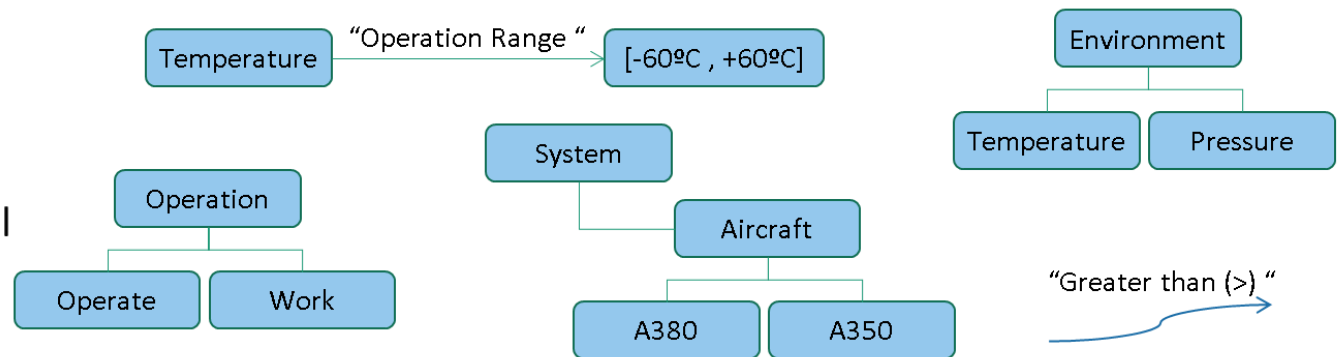 “Operation Range “
Temperature
[-60ºC , +60ºC]
Environment
Temperature
Pressure
System
Operation
Aircraft
Operate
Work
A380
A350
“Greater than (>) “